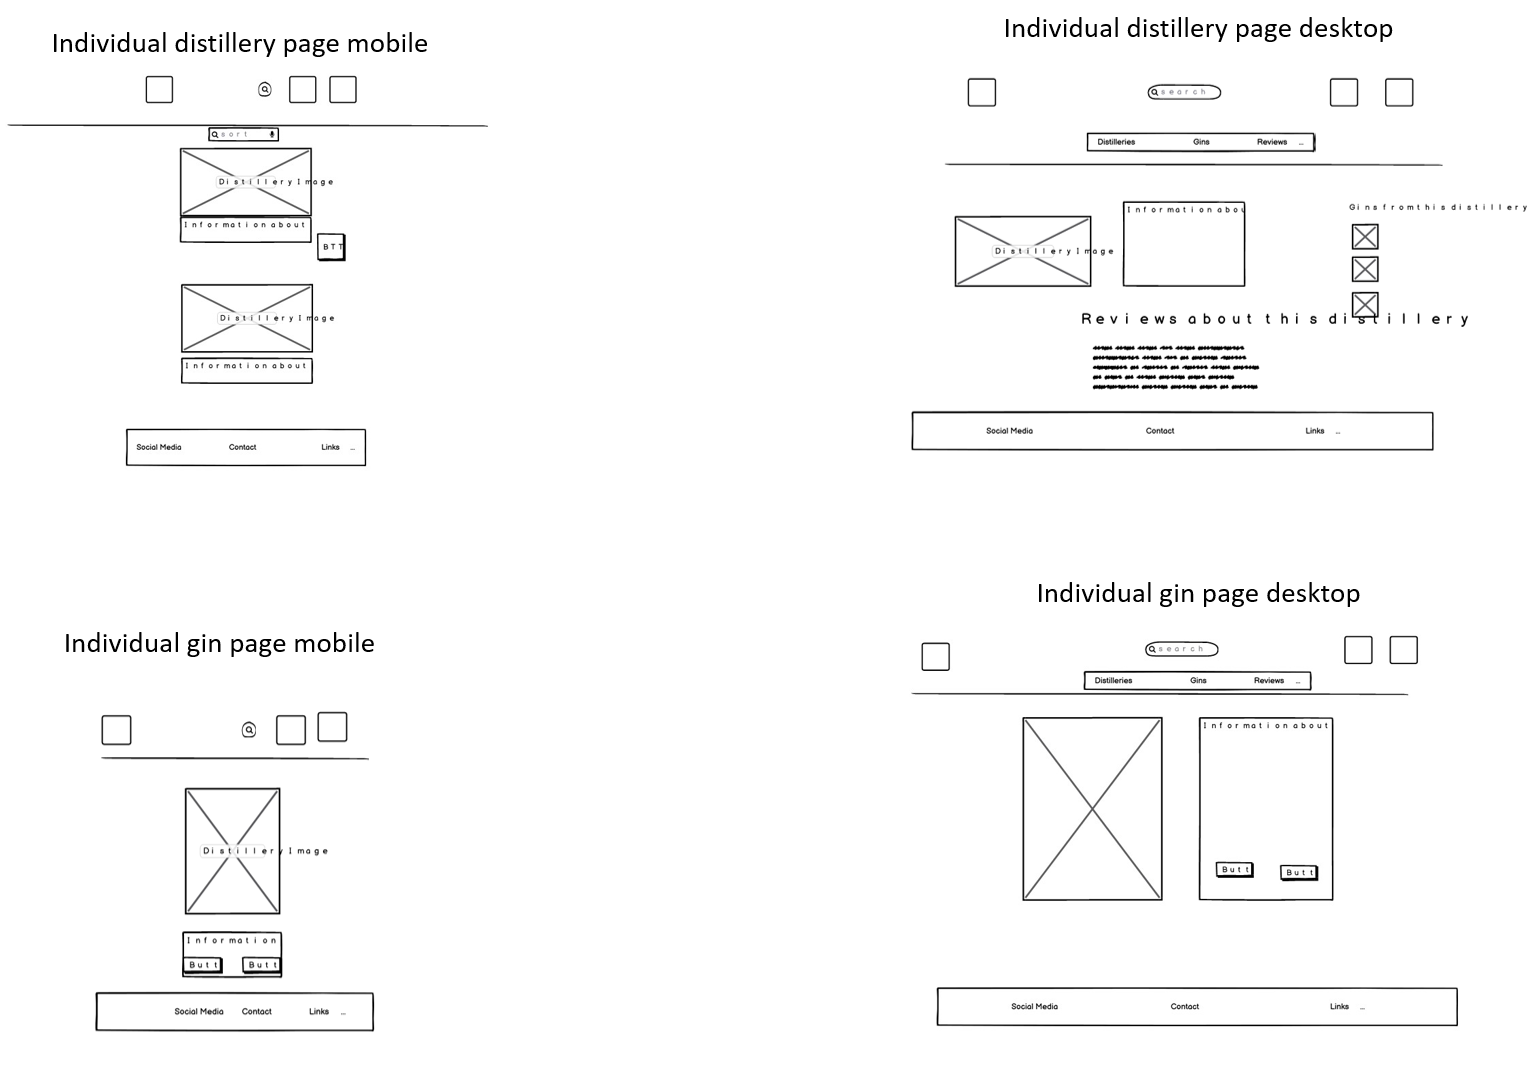 Individual distillery page mobile
sort
Distillery Image
Information about
BTT
Distillery Image
Information about
Social Media Contact Links ...
Individual distillery page desktop
search
Distilleries Gins Reviews ...
Distillery Image
Information abou
Gins from this distillery
Reviews about this distillery
Social Media Contact Links ...
Individual gin page mobile
Distillery Image
Information
Butt Butt
Social Media Contact Links ...
Individual gin page desktop
search
Distilleries Gins Reviews ...
Information about
Butt Butt
Social Media Contact Links ...